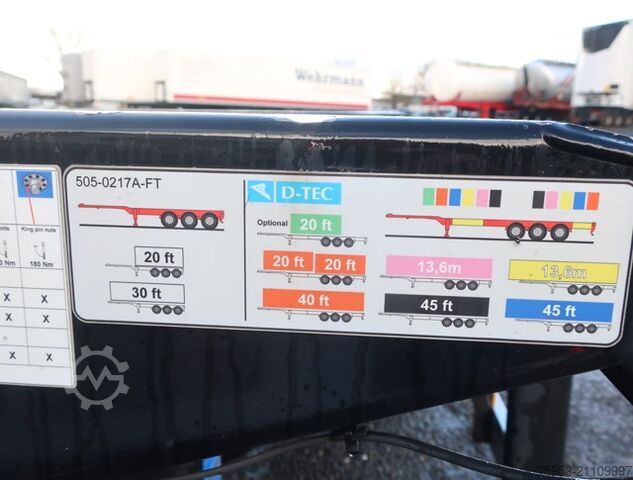 Wehrmann
505-0217A-FT
20 ft
30 ft
D-TEC
Optional 20 ft
20 ft 20 ft
40 ft
13,6m
45 ft
13,6m
45 ft
King pin nuts
180 Nm
X
X X
X
X X
75953-21109997